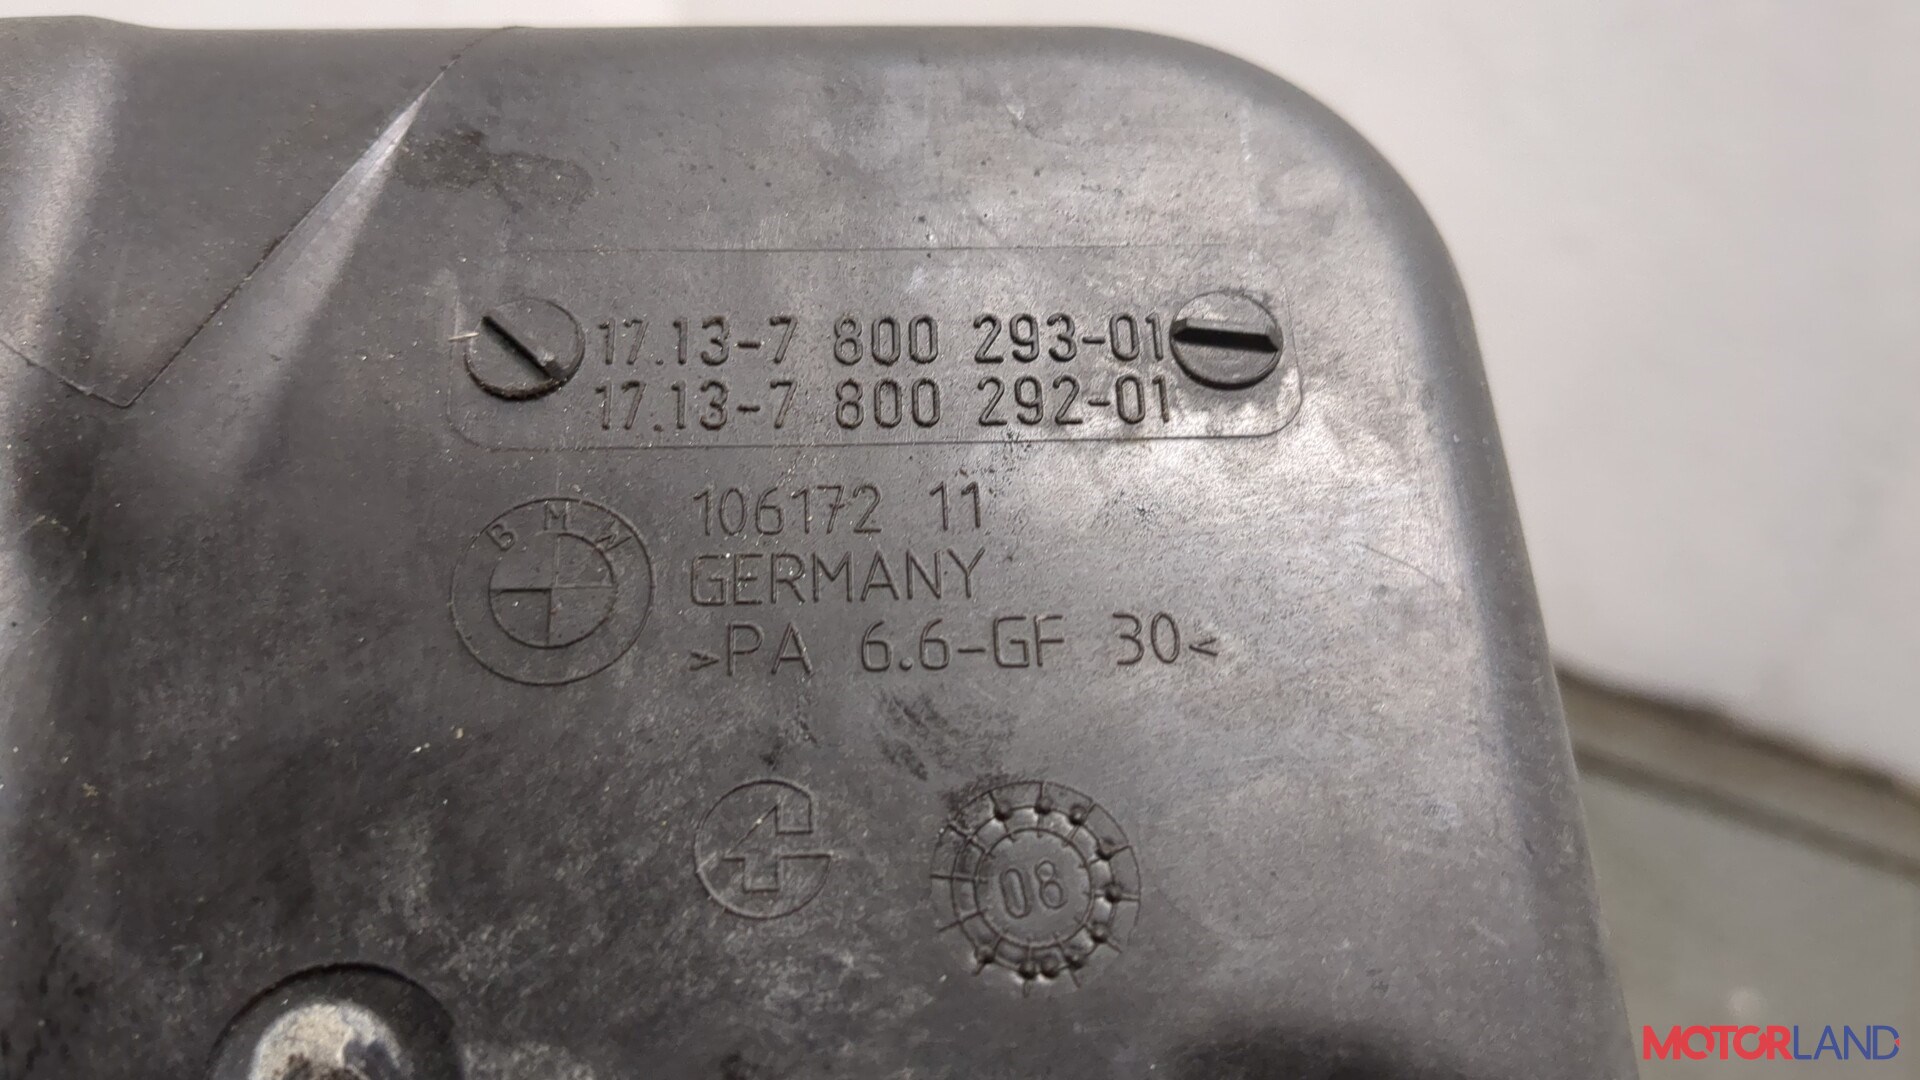 17.13-7 800 293-01
17.13-7 800 292-01
BMW
106172 11
GERMANY
>PA 6.6-GF 30<
08
MOTORLAND